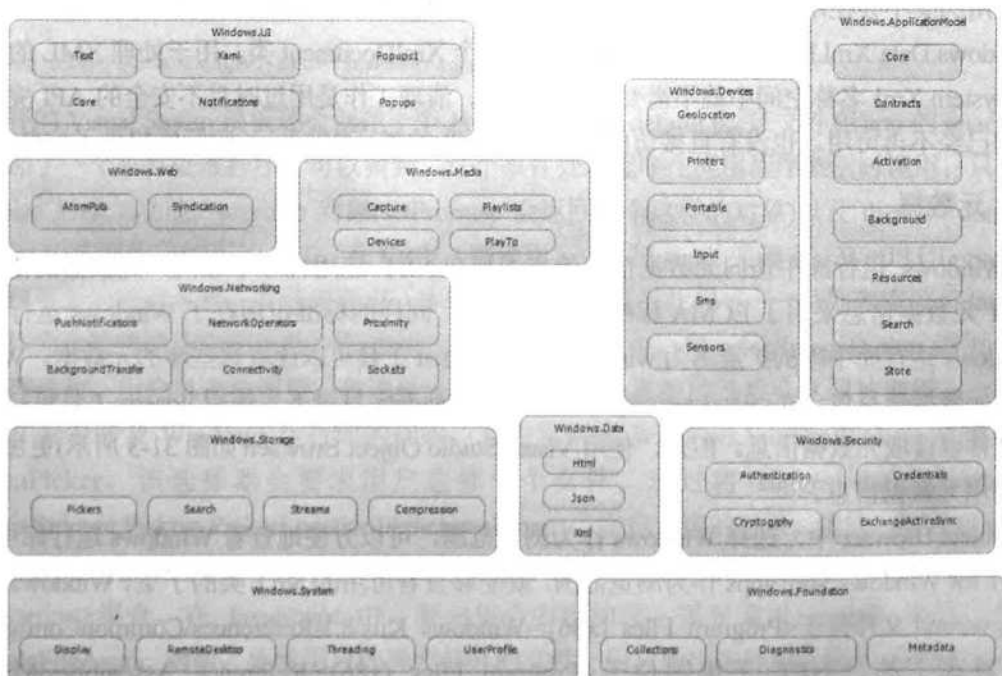 Windows.UI
Text
Xaml
Popups1
Core
Notifications
Popups
Windows.ApplicationModel
Core
Contracts
Activation
Background
Resources
Search
Store
Windows.Devices
Geolocation
Printers
Portable
Input
Sms
Sensors
Windows.Web
AtomPub
Syndication
Windows.Media
Capture
Playlists
Devices
PlayTo
Windows.Networking
PushNotifications
NetworkOperators
Proximity
BackgroundTransfer
Connectivity
Sockets
Windows.Storage
Pickers
Search
Streams
Compression
Windows.Data
Html
Json
Xml
Windows.Security
Authentication
Credentials
Cryptogrphy
ExchangeActiveSync
Windows.System
Display
RemoteDesktop
Threading
UserProfile
Windows.Foundation
Collections
Diagnostics
Metadata